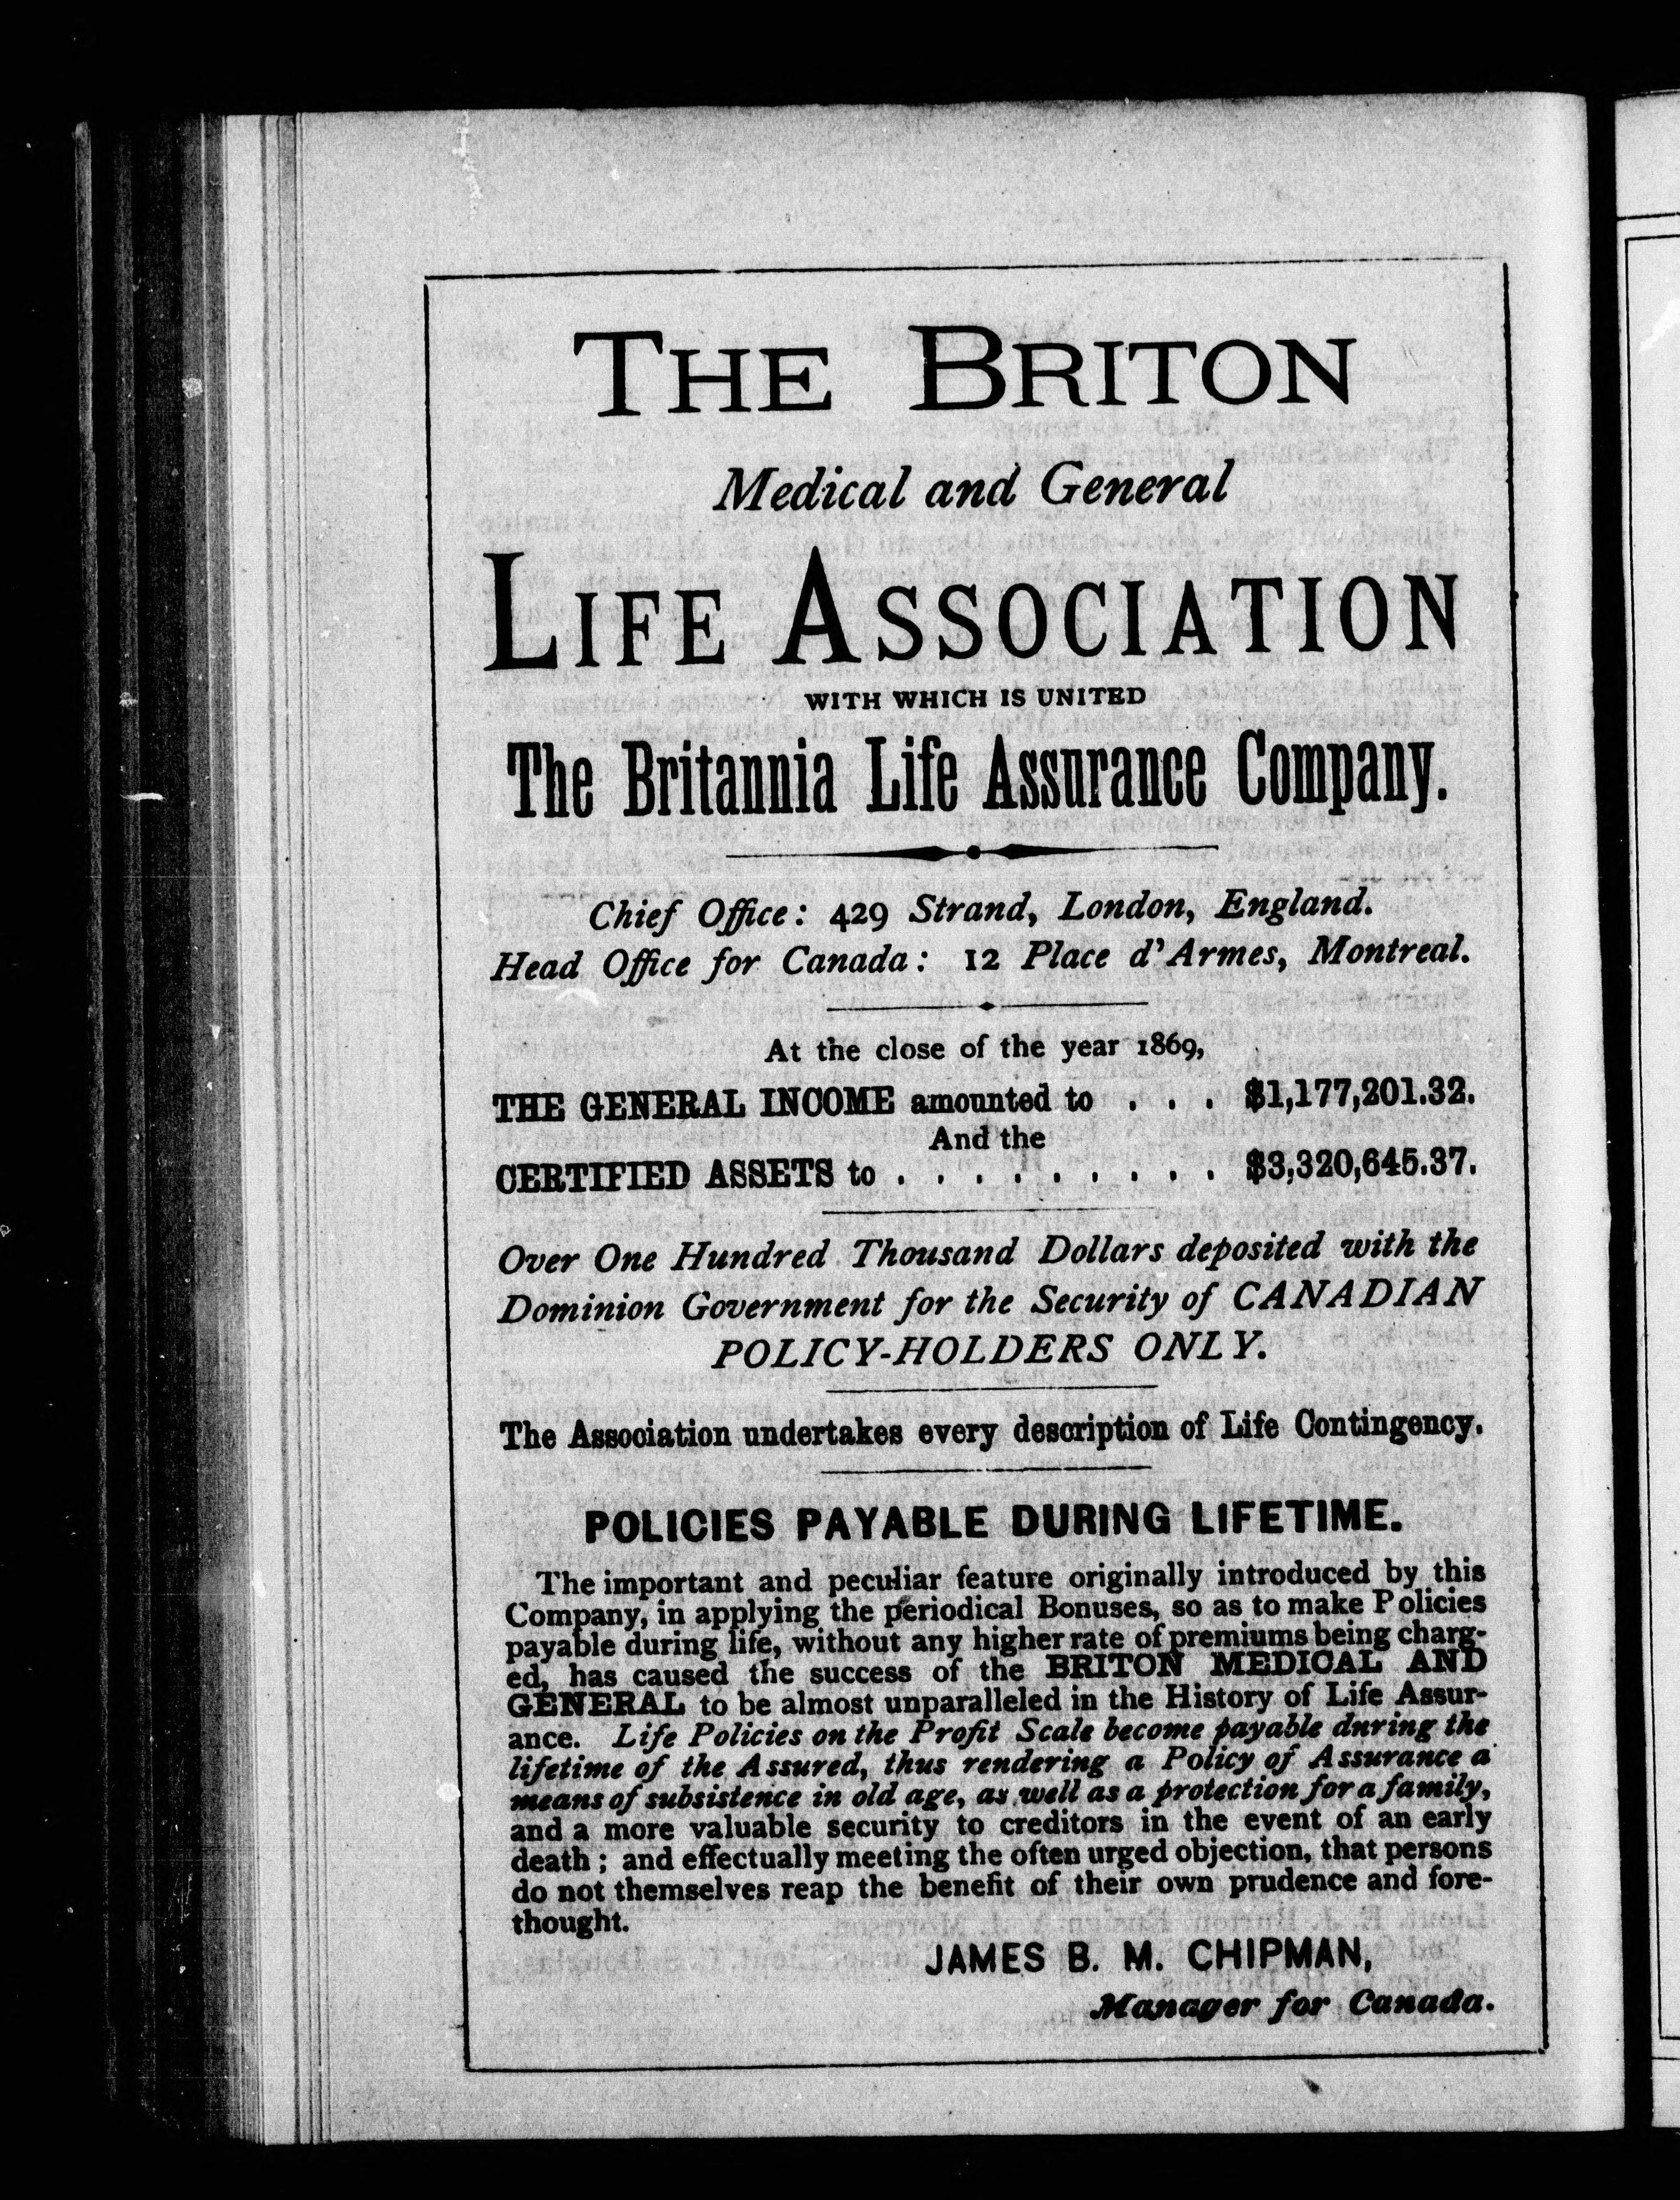 THE BRITON
Medical and General
LIFE ASSOCIATION
WITH WHICH IS UNITED
The Britannia Life Assurance Company.
Chief Office: 429 Strand, London, England.
Head Office for Canada: 12 Place d'Armes, Montreal.
At the close of the year 1869,
THE GENERAL INCOME amounted to . . . $1,177,201.32.
And the
CERTIFIED ASSETS to . . . . . . . . . $3,320,645.37.
Over One Hundred Thousand Dollars deposited with the
Dominion Government for the Security of CANADIAN
POLICY-HOLDERS ONLY.
The Association undertakes every description of Life Contingency.
POLICIES PAYABLE DURING LIFETIME.
The important and peculiar feature originally introduced by this
Company, in applying the periodical Bonuses, so as to make Policies
payable during life, without any higher rate of premiums being charg-
ed, has caused the success of the BRITON MEDICAL AND
GENERAL to be almost unparalleled in the History of Life Assur-
ance. Life Policies on the Profit Scale become payable dnring the
lifetime of the Assured, thus rendering a Policy of Assurance a
means of subsistence in old age, as well as a protection for a family,
and a more valuable security to creditors in the event of an early
death; and effectually meeting the often urged objection, that persons
do not themselves reap the benefit of their own prudence and fore-
thought.
JAMES B. M. CHIPMAN,
Manager for Canada.